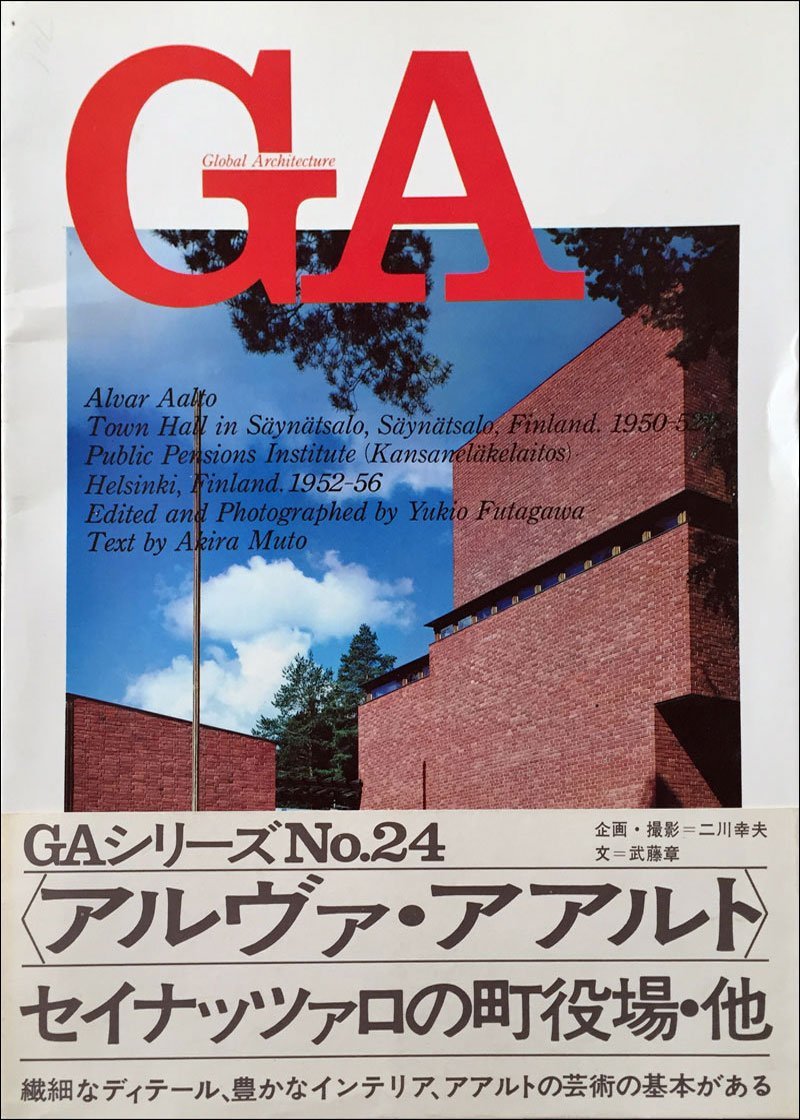 GA
Global Architecture
Alvar Aalto
Town Hall in Säynätsalo, Säynätsalo, Finland. 1950-52
Public Pensions Institute (Kansaneläkelaitos)
Helsinki, Finland. 1952-56
Edited and Photographed by Yukio Futagawa
Text by Akira Muto
GAシリーズNo.24
企画・撮影=二川幸夫
文=武藤章
〈アルヴァ・アアルト〉
セイナッツァロの町役場・他
繊細なディテール、豊かなインテリア、アアルトの芸術の基本がある